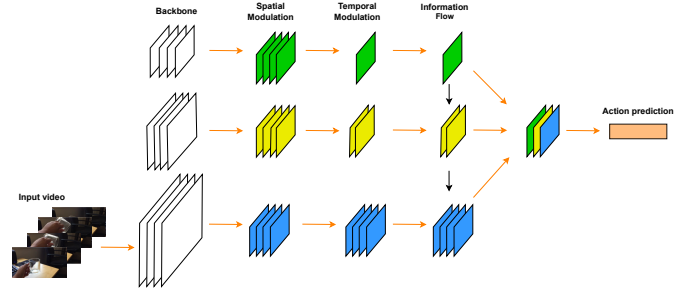 Backbone
Spatial
Modulation
Temporal
Modulation
Information
Flow
Action prediction
Input video